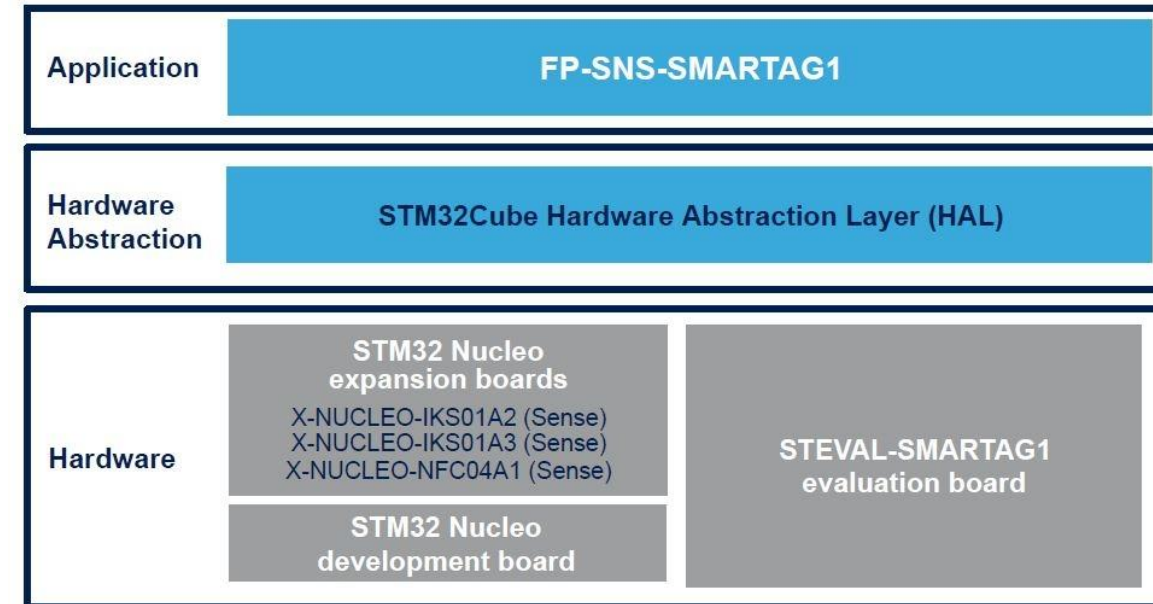 Application
FP-SNS-SMARTAG1
Hardware
Abstraction
STM32Cube Hardware Abstraction Layer (HAL)
Hardware
STM32 Nucleo
expansion boards
X-NUCLEO-IKS01A2 (Sense)
X-NUCLEO-IKS01A3 (Sense)
X-NUCLEO-NFC04A1 (Sense)
STM32 Nucleo
development board
STEVAL-SMARTAG1
evaluation board